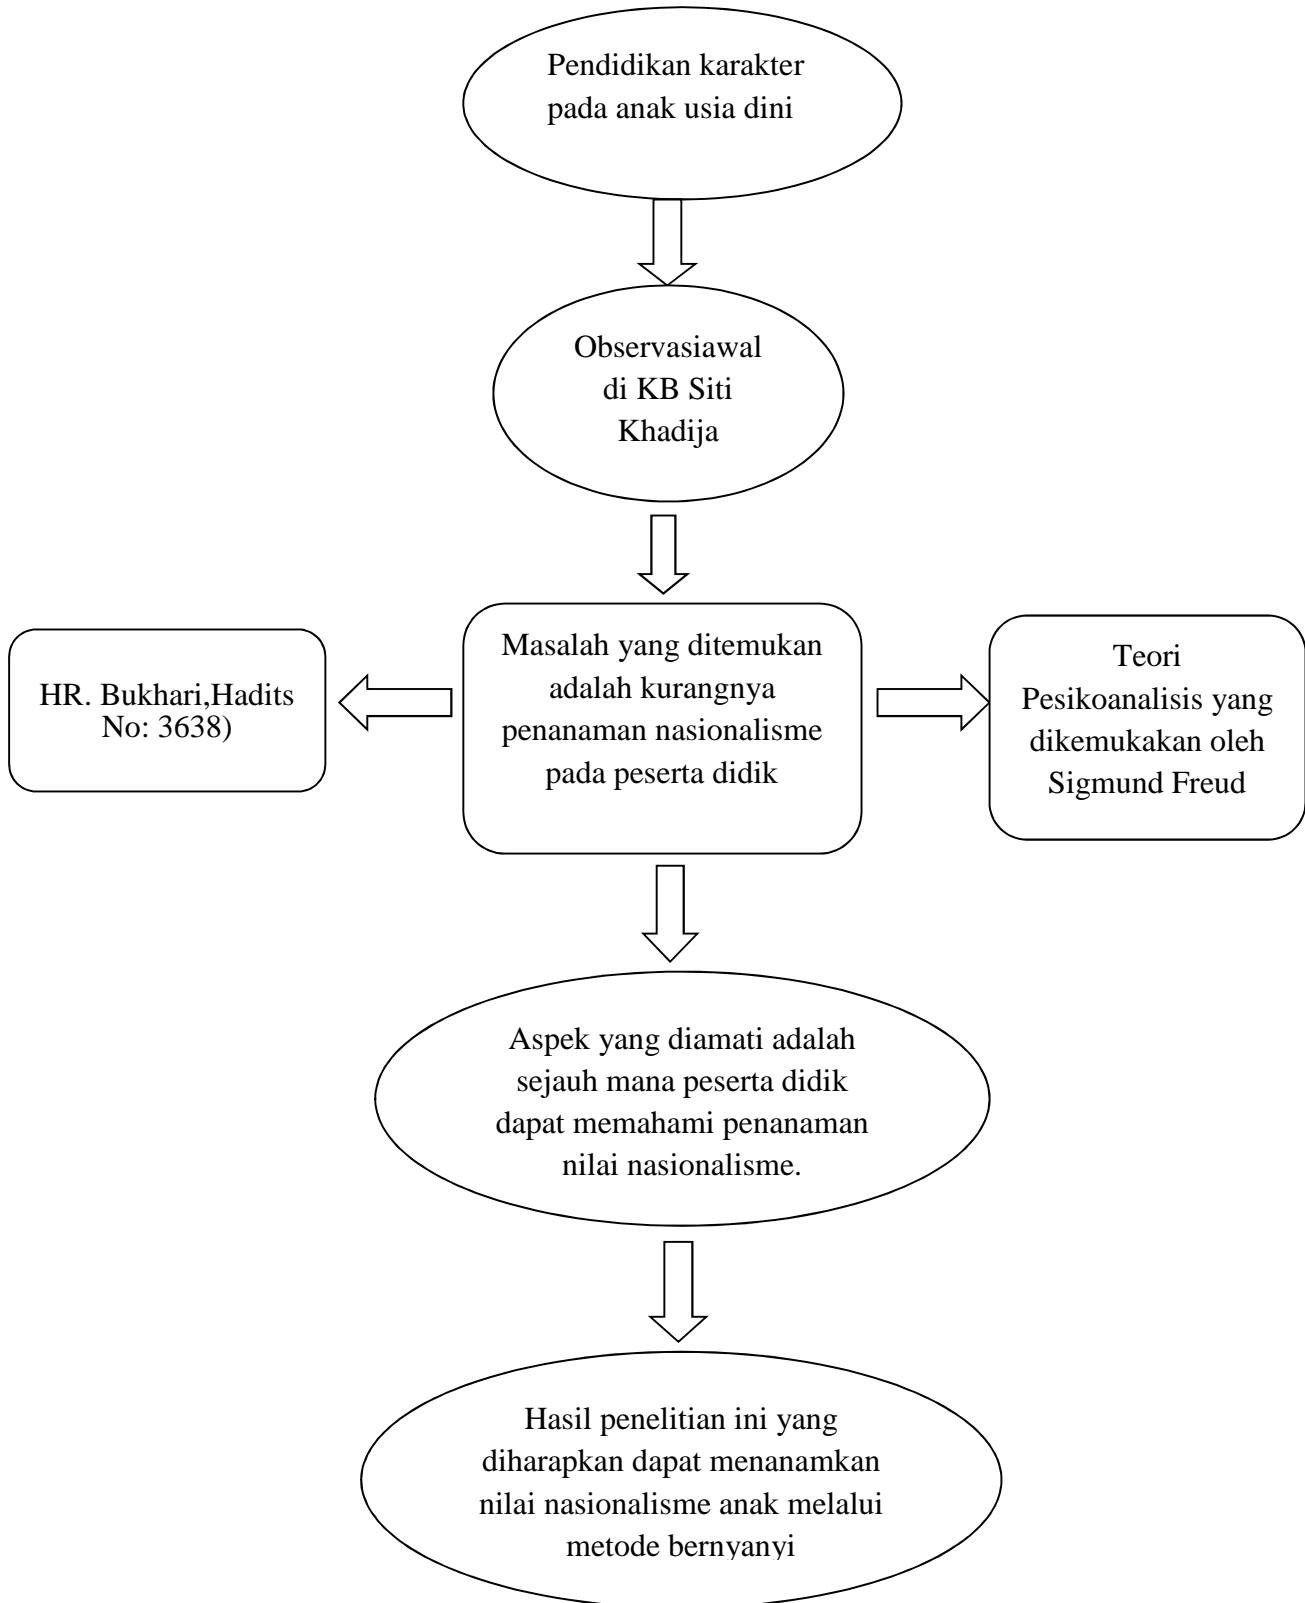 Pendidikan karakter
pada anak usia dini
Observasiawal
di KB Siti
Khadija
HR. Bukhari,Hadits
No: 3638)
Masalah yang ditemukan
adalah kurangnya
penanaman nasionalisme
pada peserta didik
Teori
Pesikoanalisis yang
dikemukakan oleh
Sigmund Freud
Aspek yang diamati adalah
sejauh mana peserta didik
dapat memahami penanaman
nilai nasionalisme.
Hasil penelitian ini yang
diharapkan dapat menanamkan
nilai nasionalisme anak melalui
metode bernyanyi